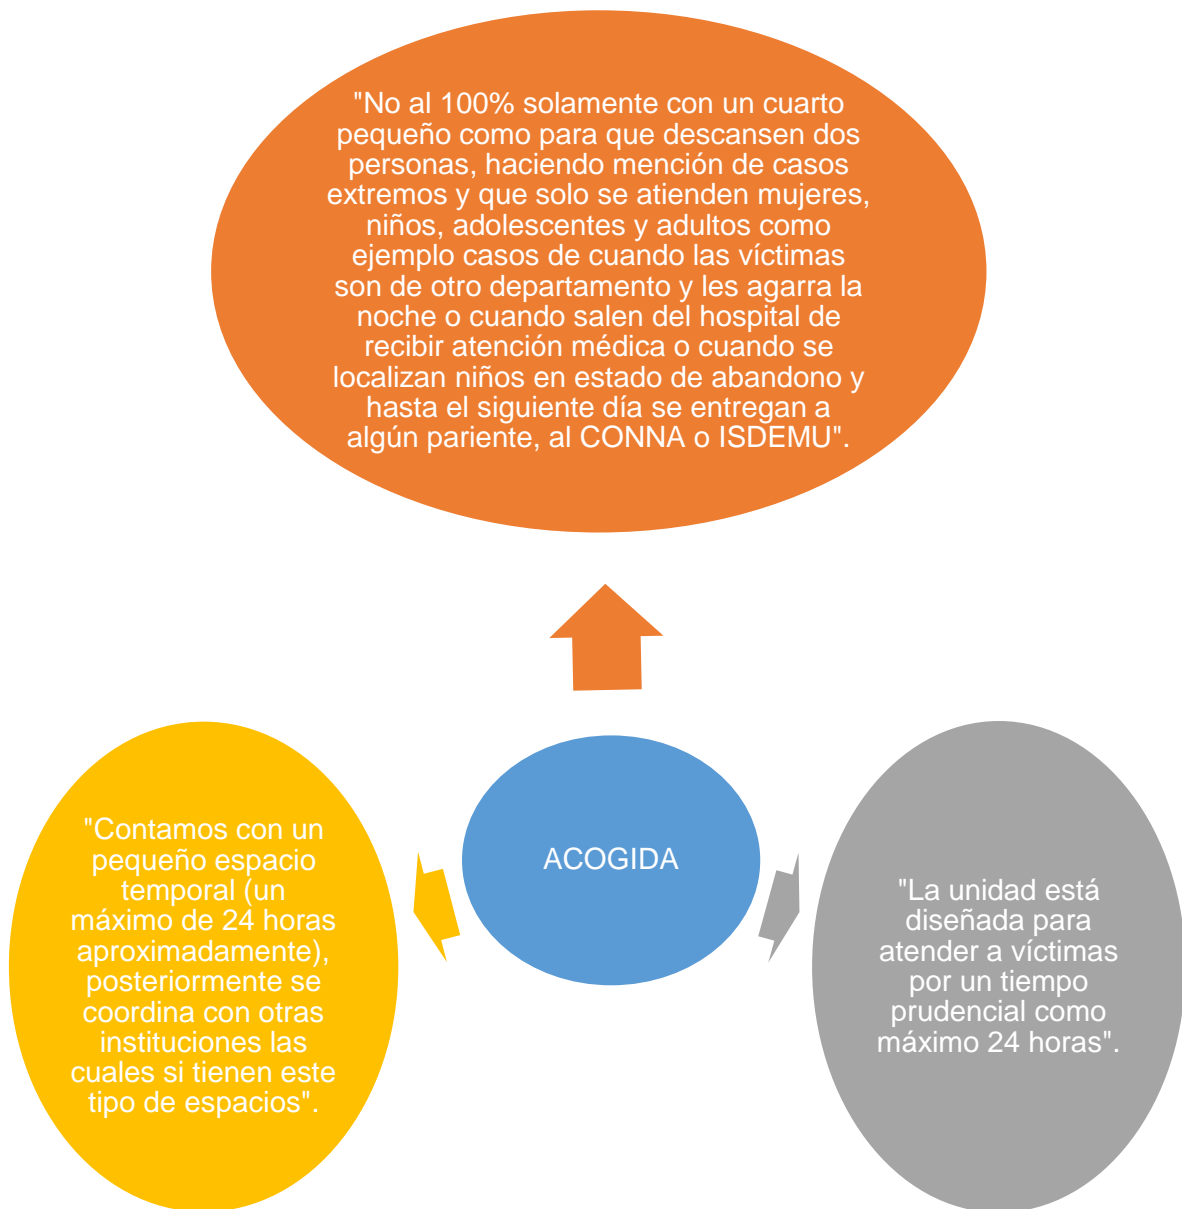 "No al 100% solamente con un cuarto
pequeño como para que descansen dos
personas, haciendo mención de casos
extremos y que solo se atienden mujeres,
niños, adolescentes y adultos como
ejemplo casos de cuando las víctimas
son de otro departamento y les agarra la
noche o cuando salen del hospital de
recibir atención médica o cuando se
localizan niños en estado de abandono y
hasta el siguiente día se entregan a
algún pariente, al CONNA o ISDEMU".
"Contamos con un
pequeño espacio
temporal (un
máximo de 24 horas
aproximadamente),
posteriormente se
coordina con otras
instituciones las
cuales si tienen este
tipo de espacios".
ACOGIDA
"La unidad está
diseñada para
atender a víctimas
por un tiempo
prudencial como
máximo 24 horas".